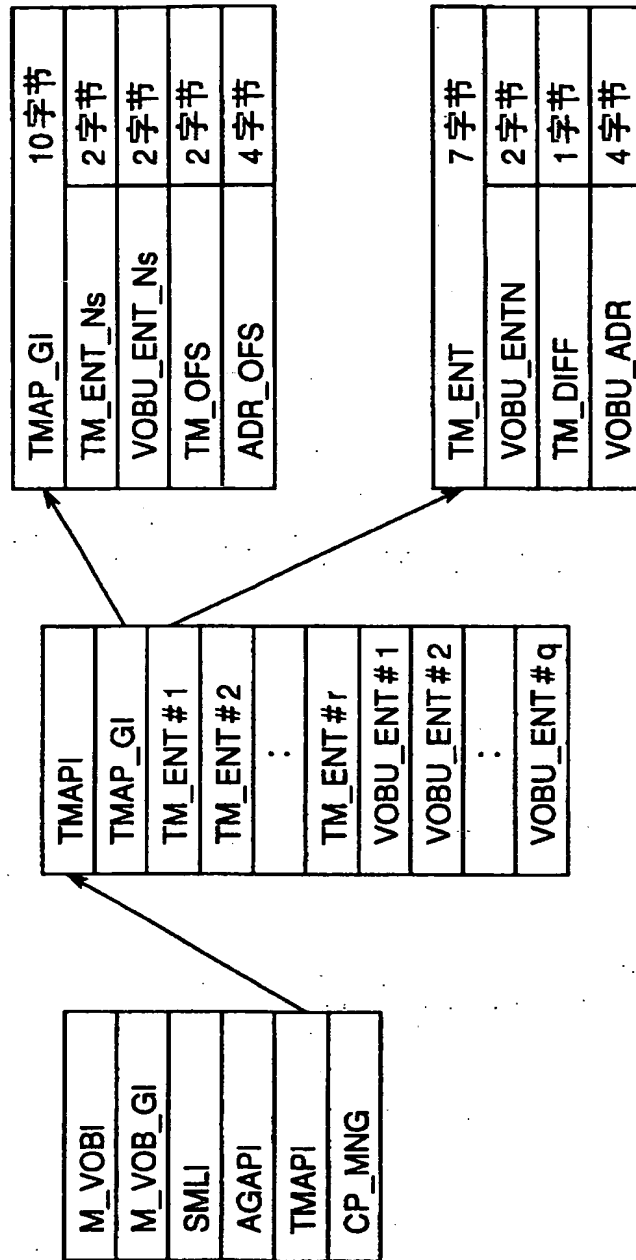 M_VOBI
M_VOB_GI
SMLI
AGAPI
TMAPI
CP_MNG
TMAPI
TMAP_GI
TM_ENT#1
TM_ENT#2
:
TM_ENT#r
VOBU_ENT#1
VOBU_ENT#2
:
VOBU_ENT#q
TMAP_GI 10字节
TM_ENT_Ns 2字节
VOBU_ENT_Ns 2字节
TM_OFS 2字节
ADR_OFS 4字节
TM_ENT 7字节
VOBU_ENTN 2字节
TM_DIFF 1字节
VOBU_ADR 4字节